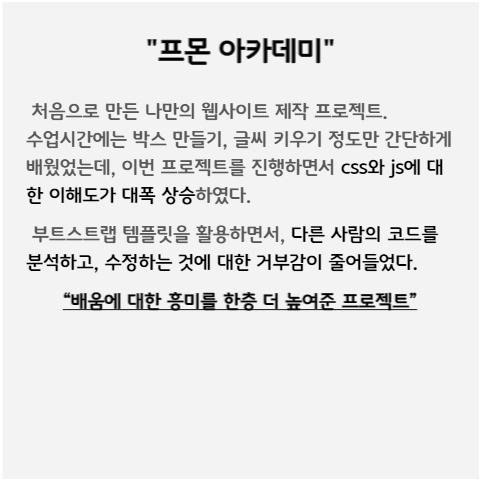 "프몬 아카데미"
처음으로 만든 나만의 웹사이트 제작 프로젝트.
수업시간에는 박스 만들기, 글씨 키우기 정도만 간단하게
배웠었는데, 이번 프로젝트를 진행하면서 css와 js에 대
한 이해도가 대폭 상승하였다.
부트스트랩 템플릿을 활용하면서, 다른 사람의 코드를
분석하고, 수정하는 것에 대한 거부감이 줄어들었다.
“배움에 대한 흥미를 한층 더 높여준 프로젝트”